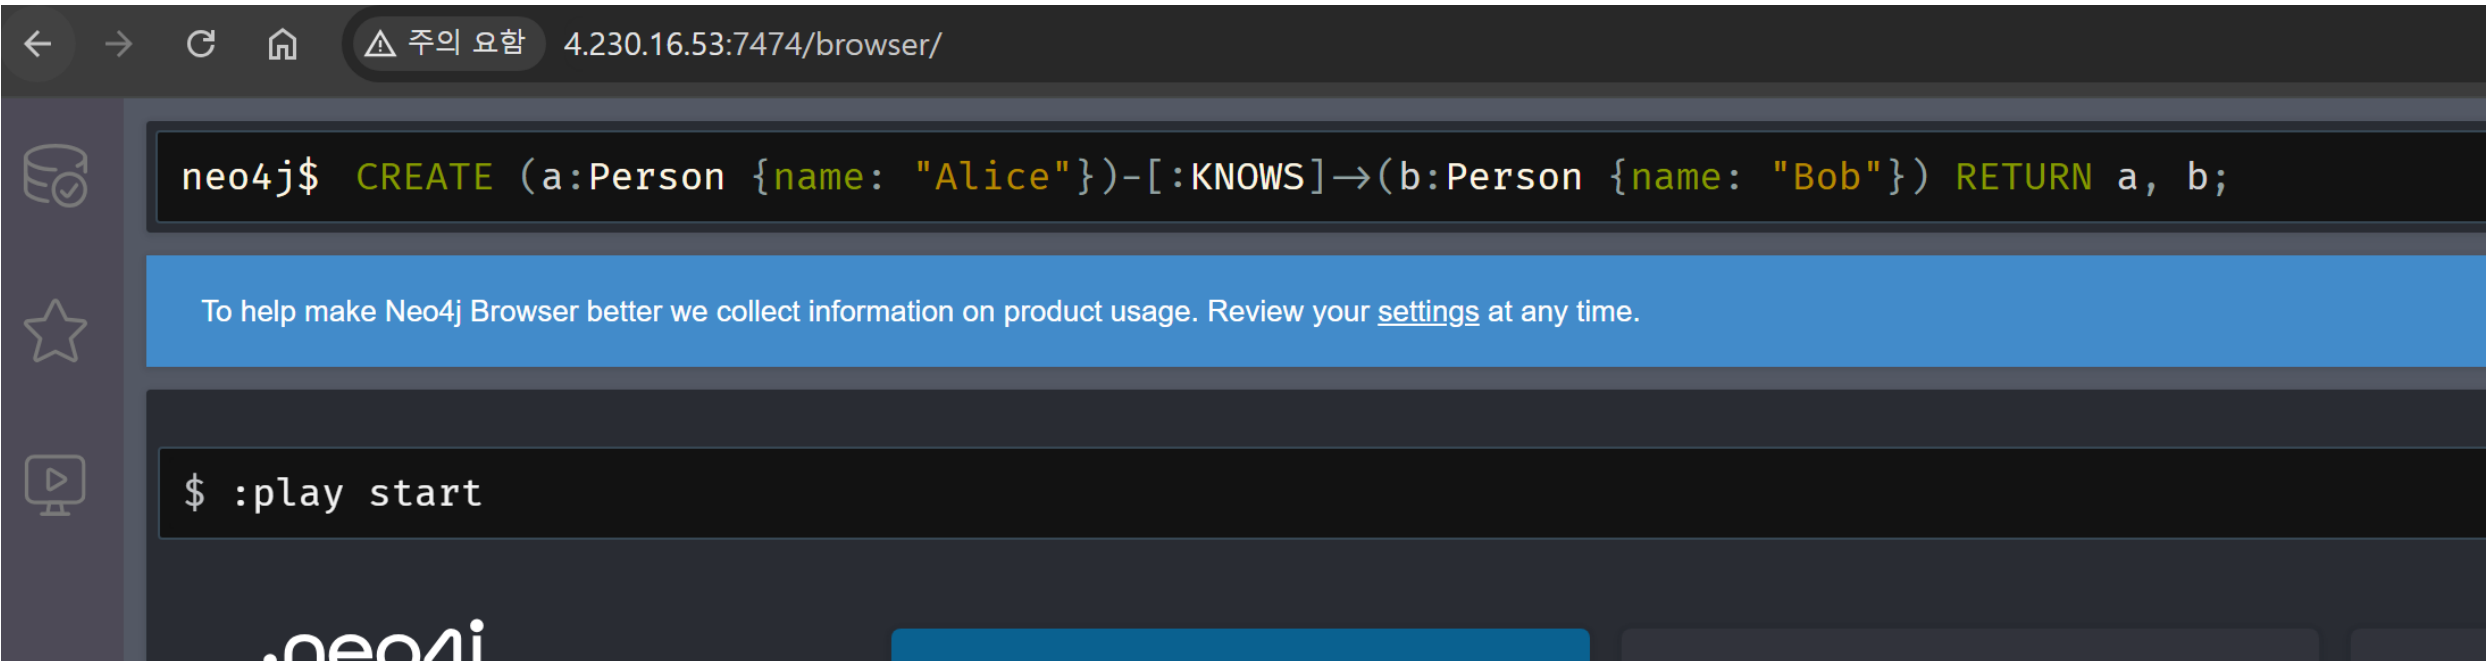 주의 요함 4.230.16.53:7474/browser/
neo4j$ CREATE (a:Person {name: "Alice"})-[:KNOWS]->(b:Person {name: "Bob"}) RETURN a, b;
To help make Neo4j Browser better we collect information on product usage. Review your settings at any time.
$ :play start
neo4j